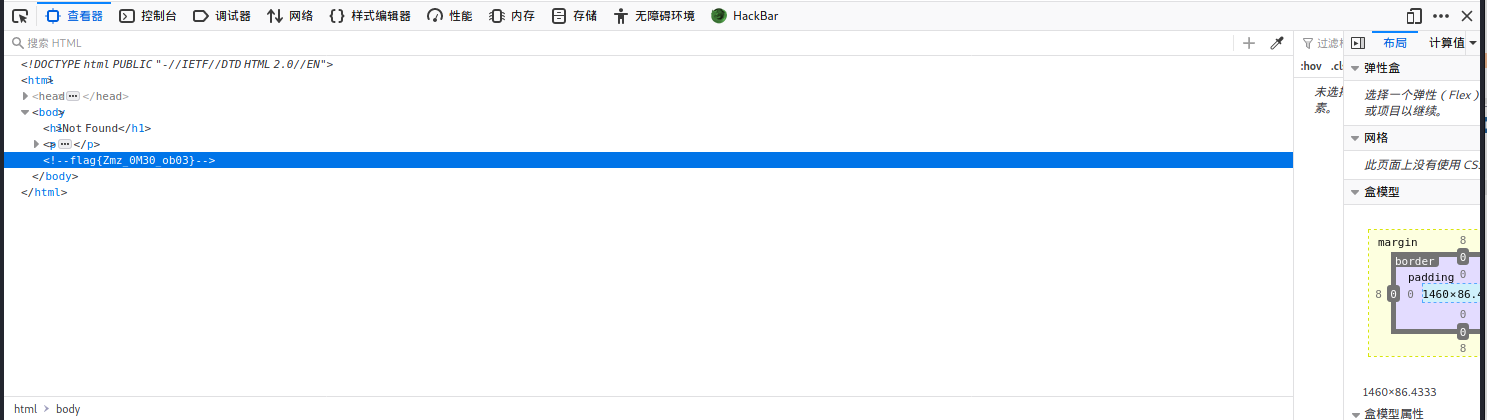 查看器 控制台 调试器 网络 {} 样式编辑器 性能 内存 存储 无障碍环境 HackBar
搜索 HTML
<!DOCTYPE html PUBLIC "-//IETF//DTD HTML 2.0//EN">
<html>
<head>···</head>
<body>
<h1>Not Found</h1>
<p>···</p>
<!--flag{Zmz_0M30_ob03}-->
</body>
</html>
html > body
过滤
:hov .cl
未选
素。
布局 计算值
弹性盒
选择一个弹性（Flex）
或项目以继续。
网格
此页面上没有使用 CS
盒模型
margin 8
border 0
padding 0
8 0 0 1460×86.4
0
0
8
1460×86.4333
盒模型属性